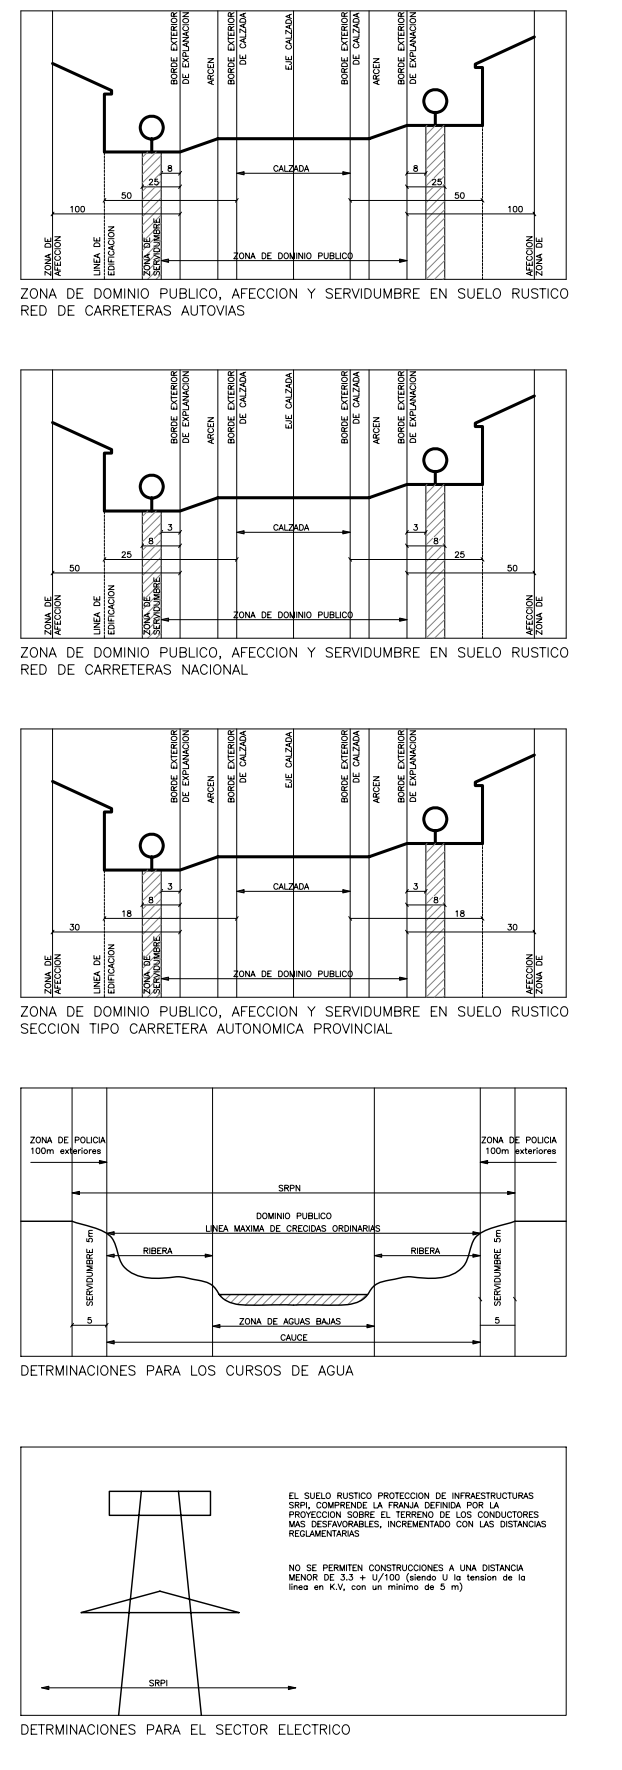 BORDE EXTERIOR
DE EXPLANACION
ARCEN
BORDE EXTERIOR
DE CALZADA
EJE CALZADA
BORDE EXTERIOR
DE CALZADA
ARCEN
BORDE EXTERIOR
DE EXPLANACION
8
CALZADA
8
25
25
50
50
100
100
ZONA DE
AFECCION
LINEA DE
EDIFICACION
ZONA DE
SERVIDUMBRE
ZONA DE DOMINIO PUBLICO
AFECCION
ZONA DE
ZONA DE DOMINIO PUBLICO, AFECCION Y SERVIDUMBRE EN SUELO RUSTICO
RED DE CARRETERAS AUTOVIAS
BORDE EXTERIOR
DE EXPLANACION
ARCEN
BORDE EXTERIOR
DE CALZADA
EJE CALZADA
BORDE EXTERIOR
DE CALZADA
ARCEN
BORDE EXTERIOR
DE EXPLANACION
3
CALZADA
3
8
8
25
25
50
50
ZONA DE
AFECCION
LINEA DE
EDIFICACION
ZONA DE
SERVIDUMBRE
ZONA DE DOMINIO PUBLICO
AFECCION
ZONA DE
ZONA DE DOMINIO PUBLICO, AFECCION Y SERVIDUMBRE EN SUELO RUSTICO
RED DE CARRETERAS NACIONAL
BORDE EXTERIOR
DE EXPLANACION
ARCEN
BORDE EXTERIOR
DE CALZADA
EJE CALZADA
BORDE EXTERIOR
DE CALZADA
ARCEN
BORDE EXTERIOR
DE EXPLANACION
3
CALZADA
3
8
8
18
18
30
30
ZONA DE
AFECCION
LINEA DE
EDIFICACION
ZONA DE
SERVIDUMBRE
ZONA DE DOMINIO PUBLICO
AFECCION
ZONA DE
ZONA DE DOMINIO PUBLICO, AFECCION Y SERVIDUMBRE EN SUELO RUSTICO
SECCION TIPO CARRETERA AUTONOMICA PROVINCIAL
ZONA DE POLICIA
100m exteriores
ZONA DE POLICIA
100m exteriores
SRPN
DOMINIO PUBLICO
LINEA MAXIMA DE CRECIDAS ORDINARIAS
RIBERA
RIBERA
SERVIDUMBRE 5m
SERVIDUMBRE 5m
5
ZONA DE AGUAS BAJAS
5
CAUCE
DETRMINACIONES PARA LOS CURSOS DE AGUA
EL SUELO RUSTICO PROTECCION DE INFRAESTRUCTURAS
SRPI, COMPRENDE LA FRANJA DEFINIDA POR LA
PROYECCION SOBRE EL TERRENO DE LOS CONDUCTORES
MAS DESFAVORABLES, INCREMENTADO CON LAS DISTANCIAS
REGLAMENTARIAS
NO SE PERMITEN CONSTRUCCIONES A UNA DISTANCIA
MENOR DE 3.3 + U/100 (siendo U la tension de la
linea en K.V, con un minimo de 5 m)
SRPI
DETRMINACIONES PARA EL SECTOR ELECTRICO